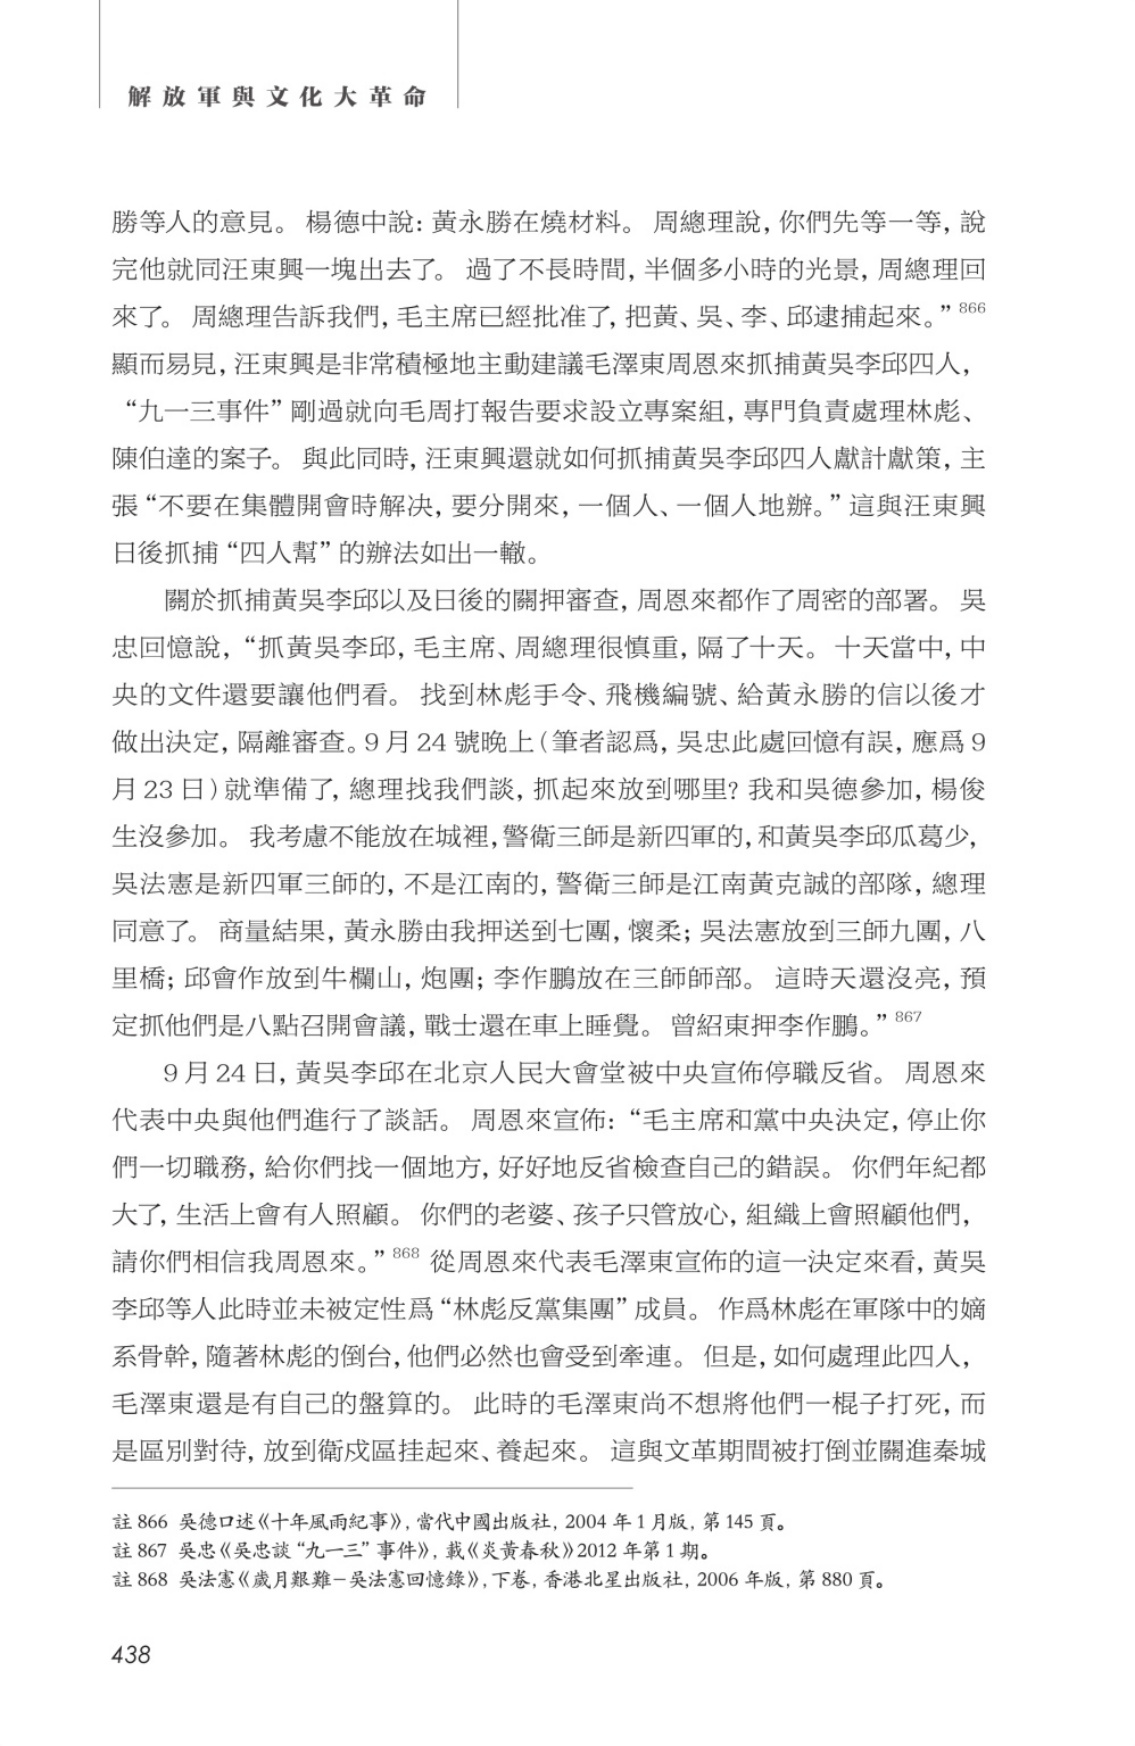 解放軍與文化大革命
勝等人的意見。 楊德中說: 黃永勝在燒材料。 周總理說, 你們先等一等, 說
完他就同汪東興一塊出去了。 過了不長時間, 半個多小時的光景, 周總理回
來了。 周總理告訴我們, 毛主席已經批准了, 把黃、吳、李、邱逮捕起來。” 866
顯而易見, 汪東興是非常積極地主動建議毛澤東周恩來抓捕黃吳李邱四人,
“九一三事件” 剛過就向毛周打報告要求設立專案組, 專門負責處理林彪、
陳伯達的案子。 與此同時, 汪東興還就如何抓捕黃吳李邱四人獻計獻策, 主
張 “不要在集體開會時解决, 要分開來, 一個人、一個人地辦。” 這與汪東興
日後抓捕 “四人幫” 的辦法如出一轍。
關於抓捕黃吳李邱以及日後的關押審查, 周恩來都作了周密的部署。 吳
忠回憶說, “抓黃吳李邱, 毛主席、周總理很慎重, 隔了十天。 十天當中, 中
央的文件還要讓他們看。 找到林彪手令、飛機編號、給黃永勝的信以後才
做出決定, 隔離審查。9 月 24 號晚上 ( 筆者認爲, 吳忠此處回憶有誤, 應爲 9
月 23 日 ) 就準備了, 總理找我們談, 抓起來放到哪里? 我和吳德參加, 楊俊
生沒參加。 我考慮不能放在城裡, 警衛三師是新四軍的, 和黃吳李邱瓜葛少,
吳法憲是新四軍三師的, 不是江南的, 警衛三師是江南黃克誠的部隊, 總理
同意了。 商量結果, 黃永勝由我押送到七團, 懷柔; 吳法憲放到三師九團, 八
里橋; 邱會作放到牛欄山, 炮團; 李作鵬放在三師師部。 這時天還沒亮, 預
定抓他們是八點召開會議, 戰士還在車上睡覺。 曾紹東押李作鵬。” 867
9 月 24 日, 黃吳李邱在北京人民大會堂被中央宣佈停職反省。 周恩來
代表中央與他們進行了談話。 周恩來宣佈: “毛主席和黨中央決定, 停止你
們一切職務, 給你們找一個地方, 好好地反省檢查自己的錯誤。 你們年紀都
大了, 生活上會有人照顧。 你們的老婆、孩子只管放心, 組織上會照顧他們,
請你們相信我周恩來。” 868 從周恩來代表毛澤東宣佈的這一決定來看, 黃吳
李邱等人此時並未被定性爲 “林彪反黨集團” 成員。 作爲林彪在軍隊中的嫡
系骨幹, 隨著林彪的倒台, 他們必然也會受到牽連。 但是, 如何處理此四人,
毛澤東還是有自己的盤算的。 此時的毛澤東尚不想將他們一棍子打死, 而
是區別對待, 放到衛戍區挂起來、養起來。 這與文革期間被打倒並關進秦城
註 866 吳德口述《十年風雨紀事》, 當代中國出版社, 2004 年 1 月版, 第 145 頁。
註 867 吳忠《吳忠談 “九一三” 事件》, 載《炎黃春秋》2012 年第 1 期。
註 868 吳法憲《歲月艱難－吳法憲回憶錄》, 下卷, 香港北星出版社, 2006 年版, 第 880 頁。
438